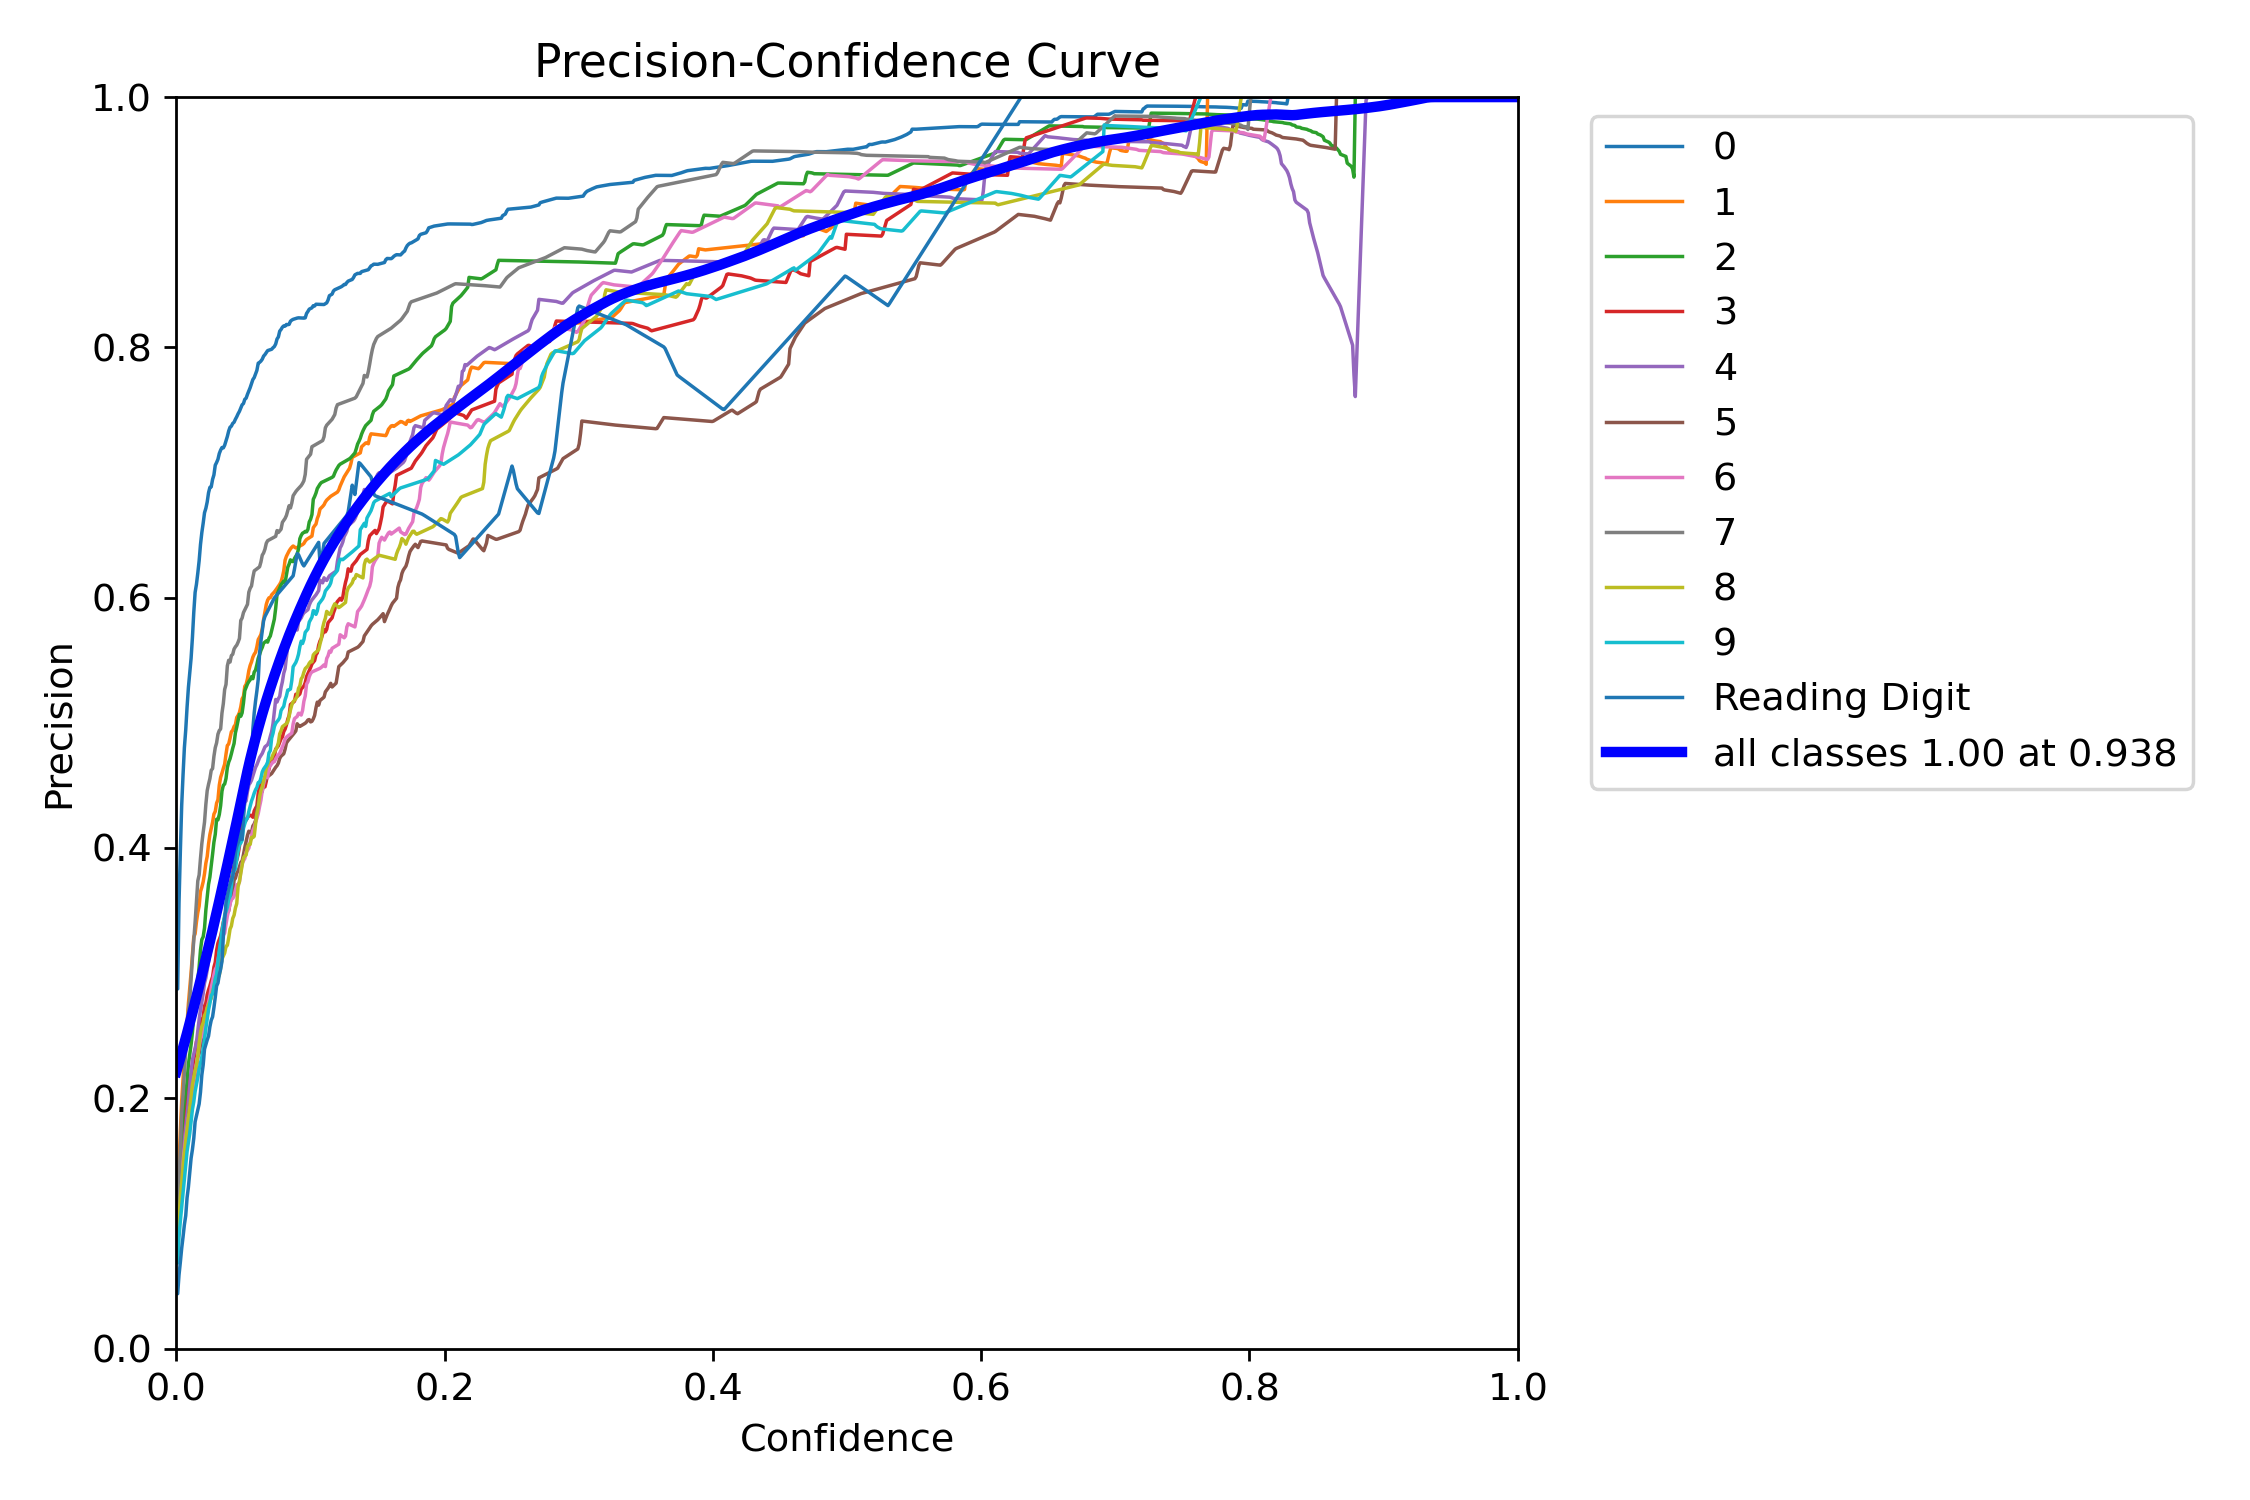 Precision-Confidence Curve
1.0
0.8
0.6
0.4
0.2
0.0
Precision
0.0 0.2 0.4 0.6 0.8 1.0
Confidence
0
1
2
3
4
5
6
7
8
9
Reading Digit
all classes 1.00 at 0.938